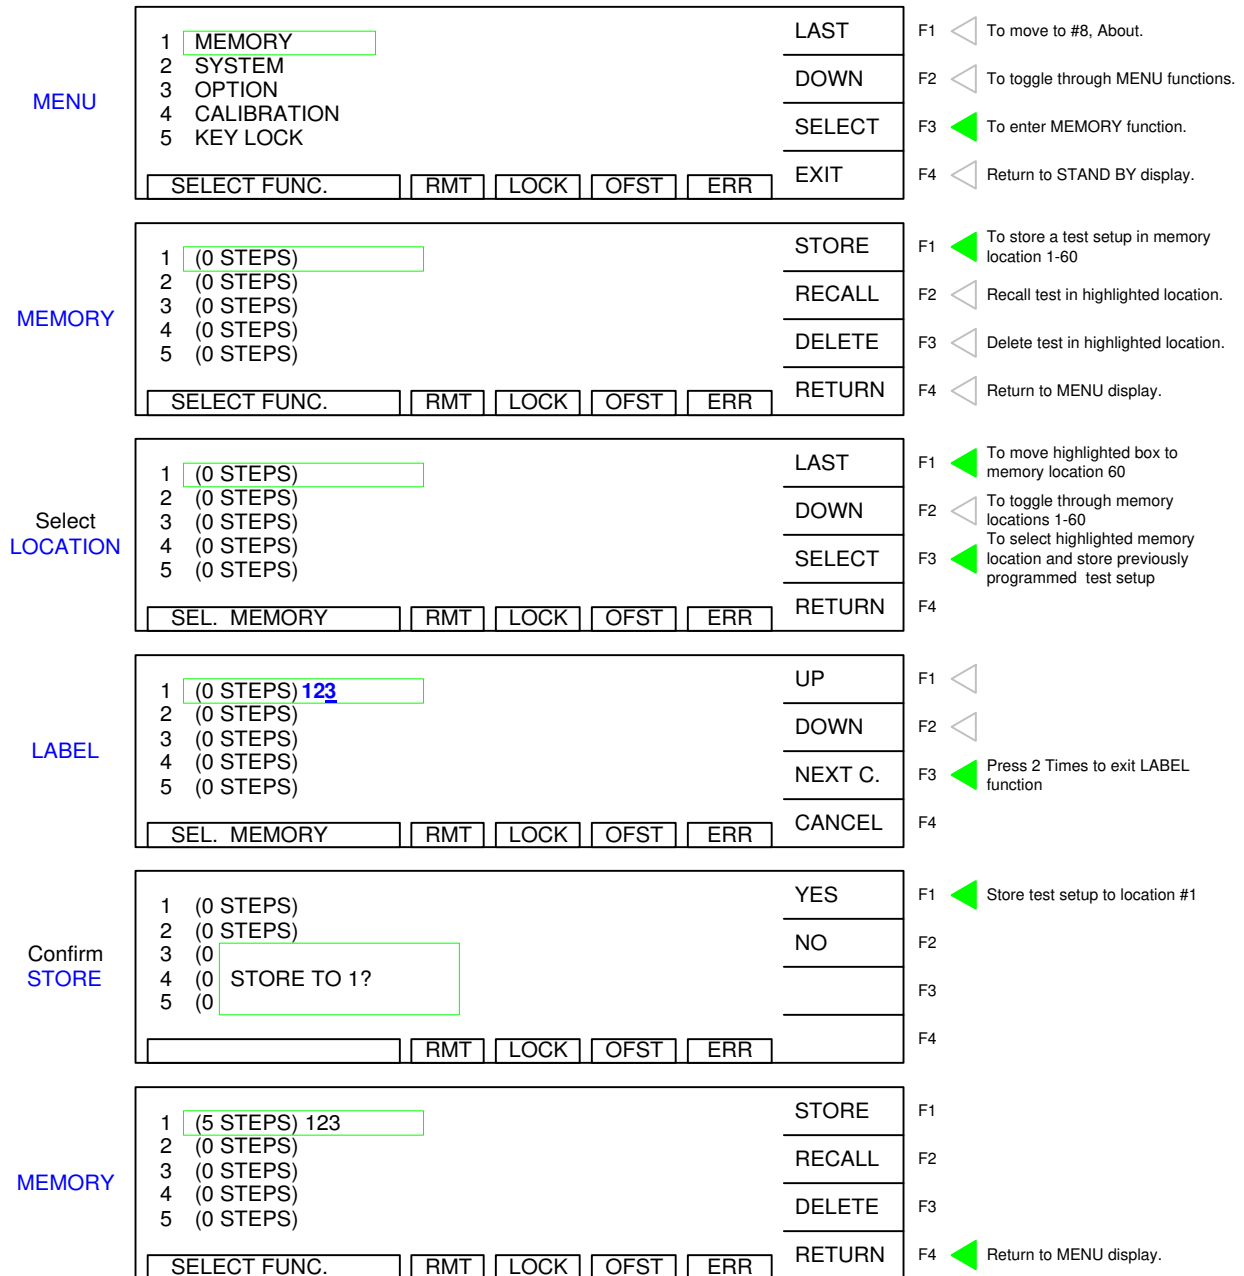 MENU
1 MEMORY
2 SYSTEM
3 OPTION
4 CALIBRATION
5 KEY LOCK
SELECT FUNC. RMT LOCK OFST ERR
LAST F1 To move to #8, About.
DOWN F2 To toggle through MENU functions.
SELECT F3 To enter MEMORY function.
EXIT F4 Return to STAND BY display.
MEMORY
1 (0 STEPS)
2 (0 STEPS)
3 (0 STEPS)
4 (0 STEPS)
5 (0 STEPS)
SELECT FUNC. RMT LOCK OFST ERR
STORE F1 To store a test setup in memory
location 1-60
RECALL F2 Recall test in highlighted location.
DELETE F3 Delete test in highlighted location.
RETURN F4 Return to MENU display.
Select
LOCATION
1 (0 STEPS)
2 (0 STEPS)
3 (0 STEPS)
4 (0 STEPS)
5 (0 STEPS)
SEL. MEMORY RMT LOCK OFST ERR
LAST F1 To move highlighted box to
memory location 60
DOWN F2 To toggle through memory
locations 1-60
SELECT F3 To select highlighted memory
location and store previously
programmed test setup
RETURN F4
LABEL
1 (0 STEPS) 123
2 (0 STEPS)
3 (0 STEPS)
4 (0 STEPS)
5 (0 STEPS)
SEL. MEMORY RMT LOCK OFST ERR
UP F1
DOWN F2
NEXT C. F3 Press 2 Times to exit LABEL
function
CANCEL F4
Confirm
STORE
1 (0 STEPS)
2 (0 STEPS)
3 (0
4 (0 STORE TO 1?
5 (0
RMT LOCK OFST ERR
YES F1 Store test setup to location #1
NO F2
F3
F4
MEMORY
1 (5 STEPS) 123
2 (0 STEPS)
3 (0 STEPS)
4 (0 STEPS)
5 (0 STEPS)
SELECT FUNC. RMT LOCK OFST ERR
STORE F1
RECALL F2
DELETE F3
RETURN F4 Return to MENU display.